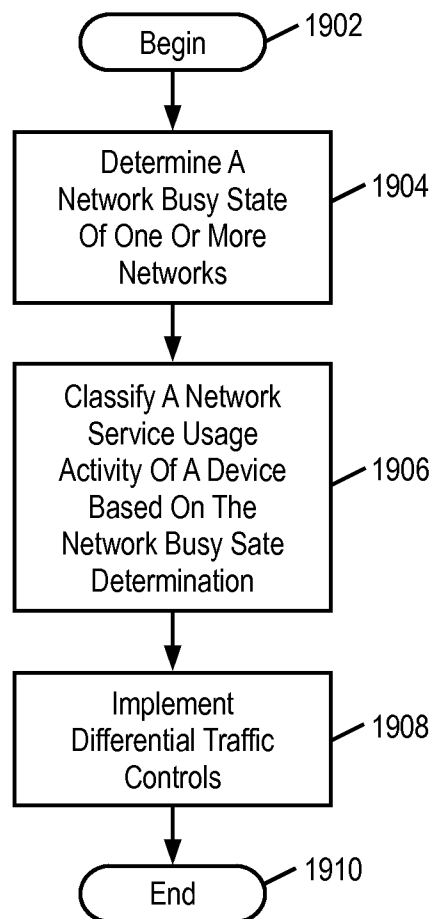 Begin
1902
Determine A
Network Busy State
Of One Or More
Networks
1904
Classify A Network
Service Usage
Activity Of A Device
Based On The
Network Busy Sate
Determination
1906
Implement
Differential Traffic
Controls
1908
End
1910